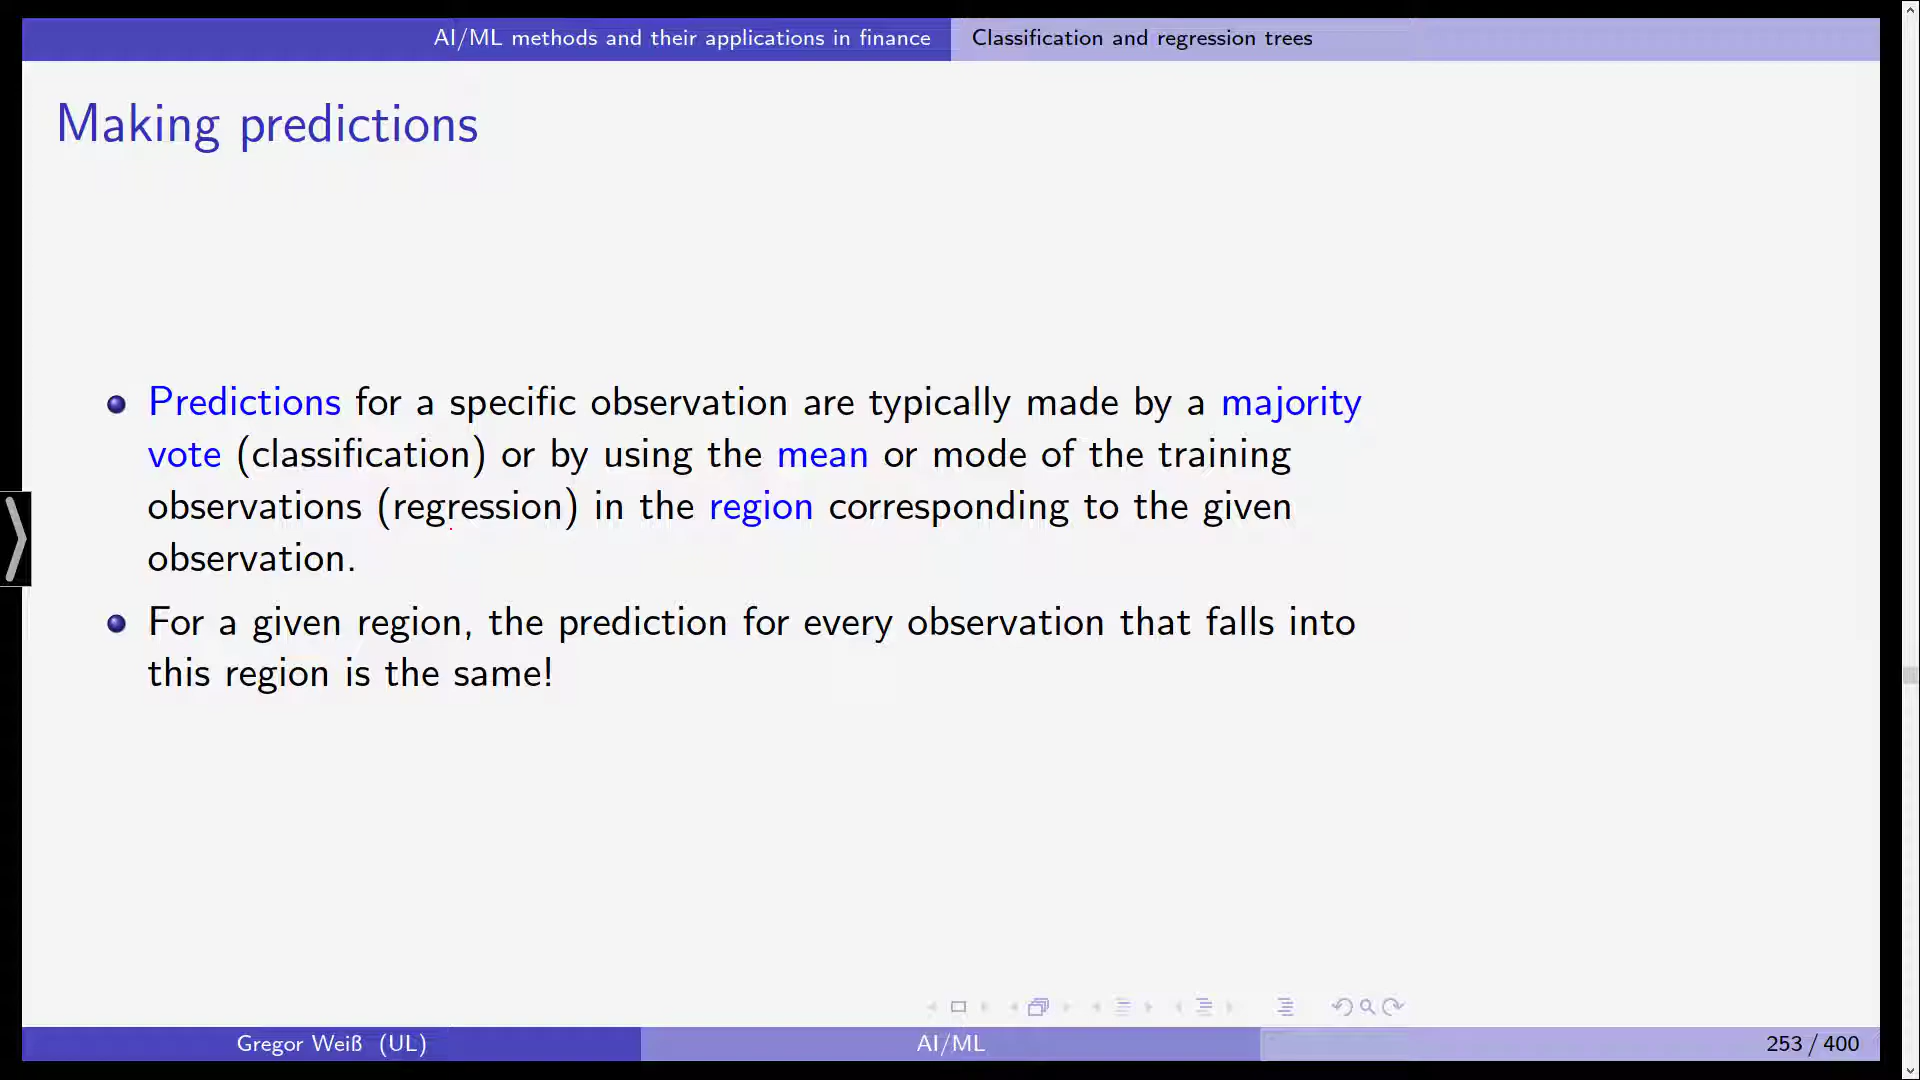 AI/ML methods and their applications in finance Classification and regression trees
Making predictions
Predictions for a specific observation are typically made by a majority
vote (classification) or by using the mean or mode of the training
observations (regression) in the region corresponding to the given
observation.
For a given region, the prediction for every observation that falls into
this region is the same!
Gregor Weiß (UL) AI/ML 253 / 400